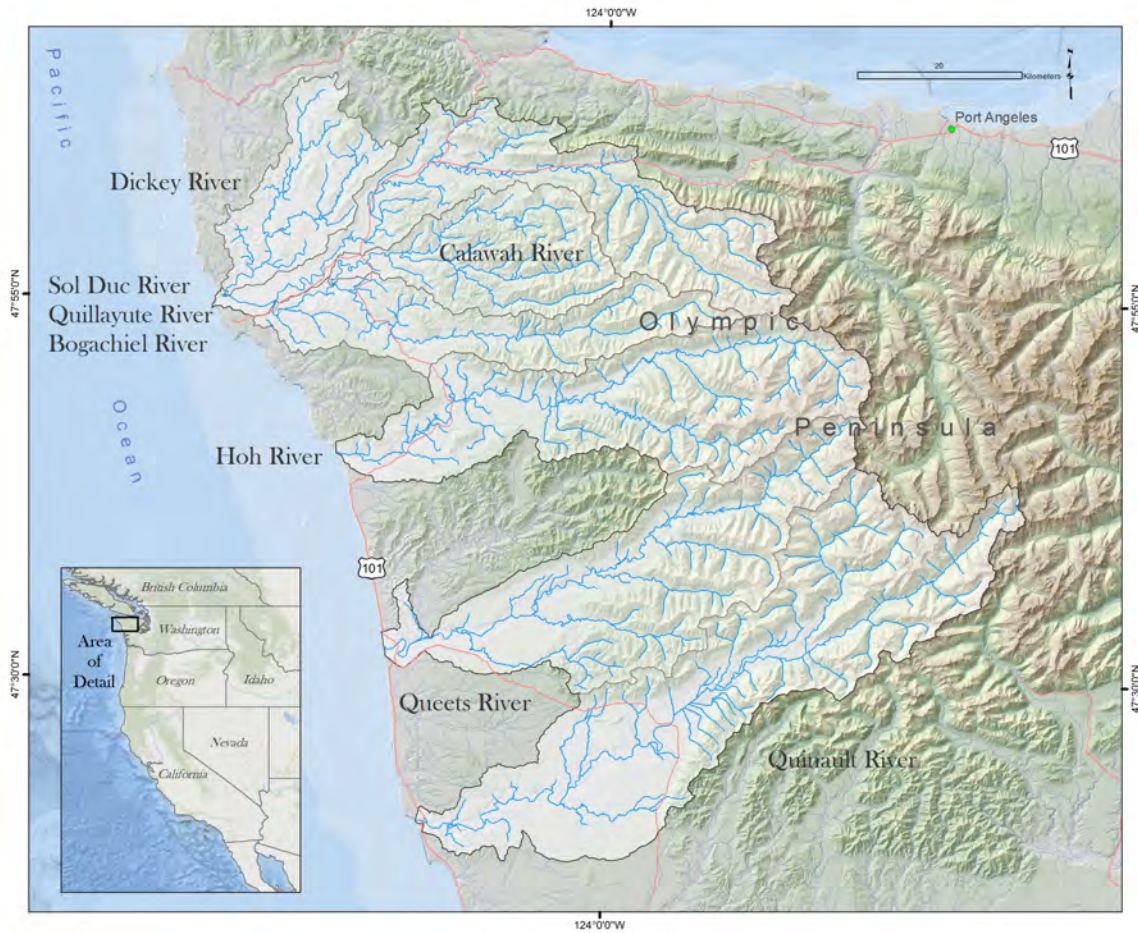 124°0'0"W
Pacific
20
Kilometers
Port Angeles
101
Dickey River
Calawah River
Sol Duc River
Quillayute River
Bogachiel River
47°55'0"N
47°55'0"N
Olympic
Peninsula
Ocean
Hoh River
101
British Columbia
Washington
Area
of
Detail
Oregon
Idaho
Nevada
California
47°30'0"N
47°30'0"N
Queets River
Quinault River
124°0'0"W